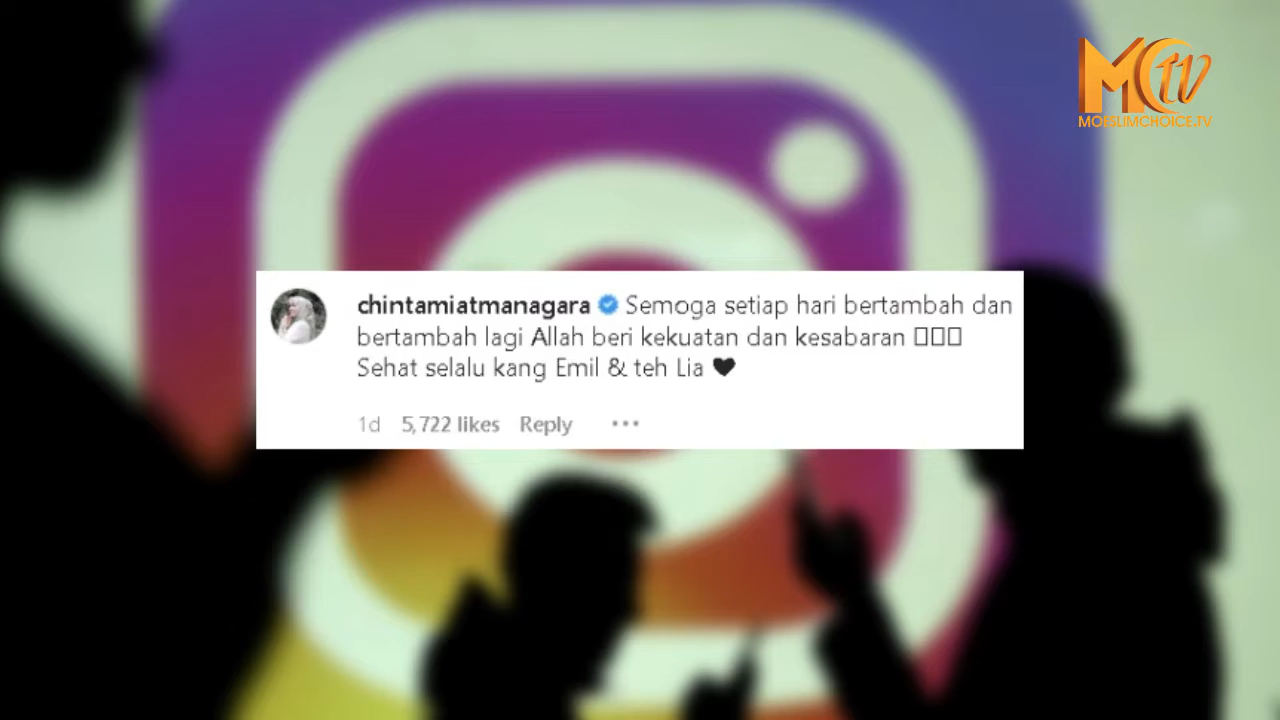 MC tv
MOESLIMCHOICE.TV
chintamiatmanagara Semoga setiap hari bertambah dan
bertambah lagi Allah beri kekuatan dan kesabaran □□□
Sehat selalu kang Emil & teh Lia 🖤
1d 5,722 likes Reply •••